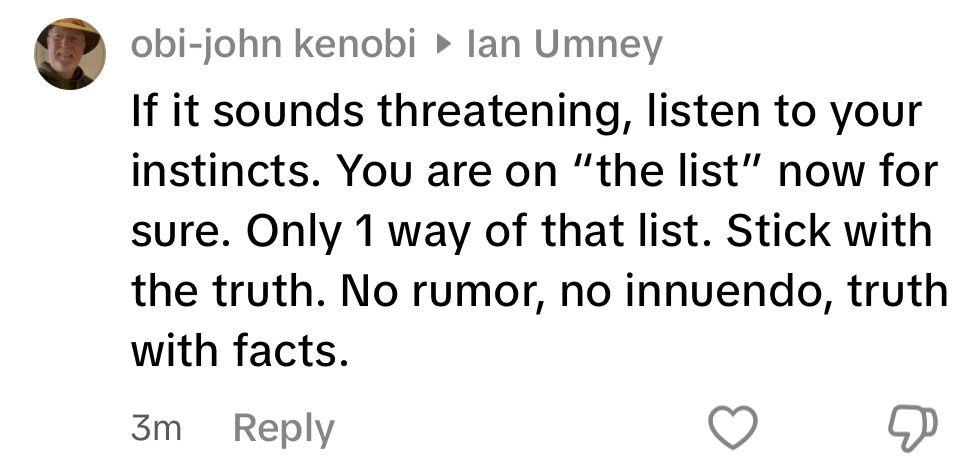 obi-john kenobi ▸ Ian Umney
If it sounds threatening, listen to your
instincts. You are on “the list” now for
sure. Only 1 way of that list. Stick with
the truth. No rumor, no innuendo, truth
with facts.
3m Reply